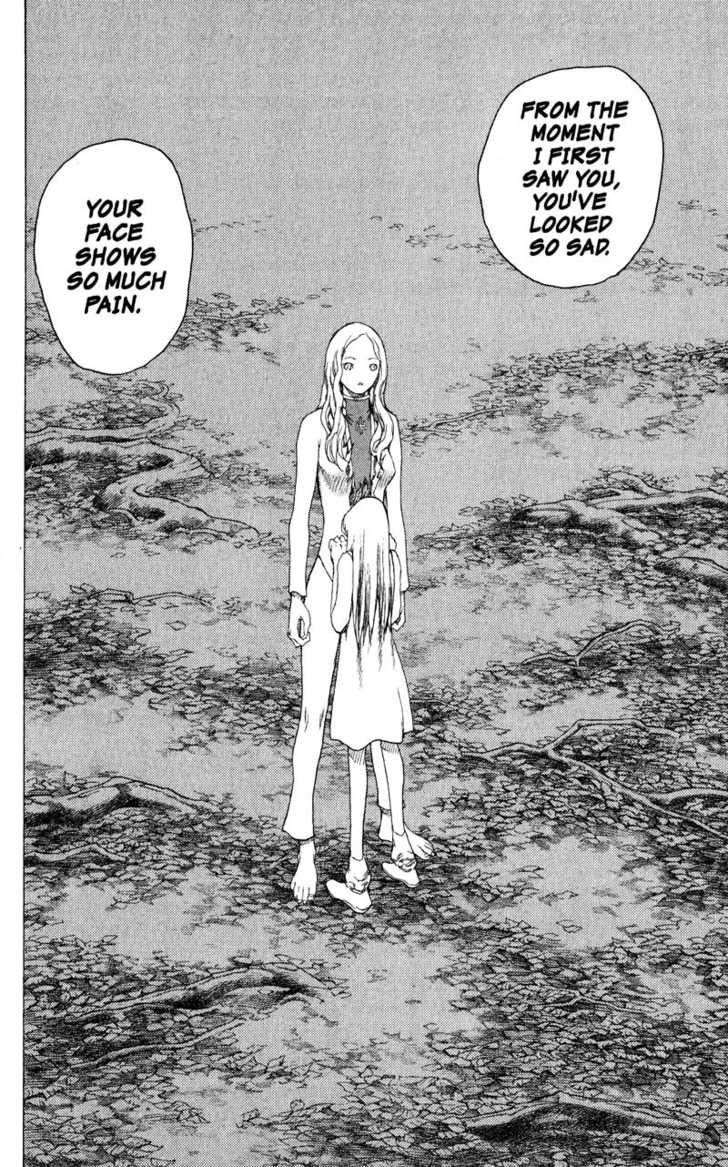 FROM THE
MOMENT
I FIRST
SAW YOU,
YOU'VE
LOOKED
SO SAD.
YOUR
FACE
SHOWS
SO MUCH
PAIN.